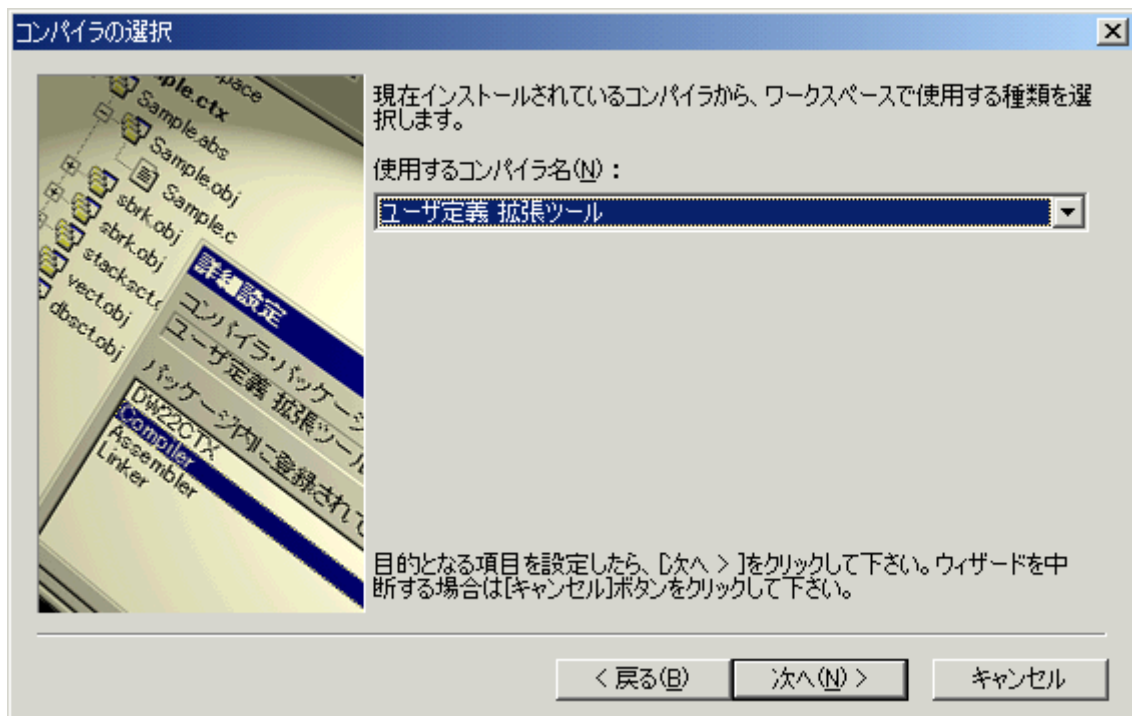 コンパイラの選択
現在インストールされているコンパイラから、ワークスペースで使用する種類を選
択します。
使用するコンパイラ名(N)：
ユーザ定義 拡張ツール
ple.ctx
pace
Sample.abs
Sample.obj
Sample.c
sbrk.obj
sbrk.obj
stacksct.
vect.obj
dbsct.obj
詳細設定
コンパイラ・パッケージ
ユーザ定義 拡張ツール
パッケージ内に登録されて
DW22CTX
Compiler
Assembler
Linker
目的となる項目を設定したら、[次へ > ]をクリックして下さい。ウィザードを中
断する場合は[キャンセル]ボタンをクリックして下さい。
< 戻る(B)
次へ(N) >
キャンセル